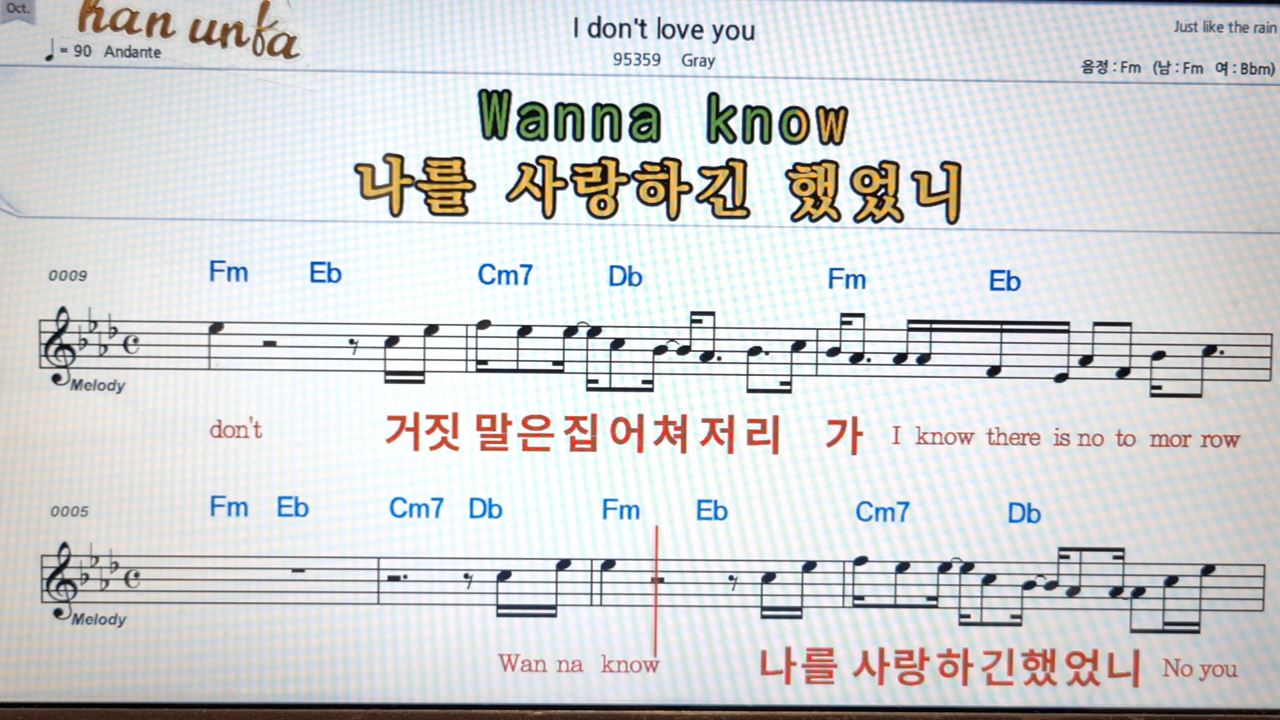 Oct.
han unfa
♩= 90 Andante
I don't love you
95359 Gray
Just like the rain
음정 : Fm (남 : Fm 여 : Bbm)
Wanna know
나를 사랑하긴 했었니
0009 Fm Eb Cm7 Db Fm Eb
Melody
don't 거짓 말은 집 어쳐 저리 가 I know there is no to mor row
0005 Fm Eb Cm7 Db Fm Eb Cm7 Db
Melody
Wan na know 나를 사랑하긴했었니 No you